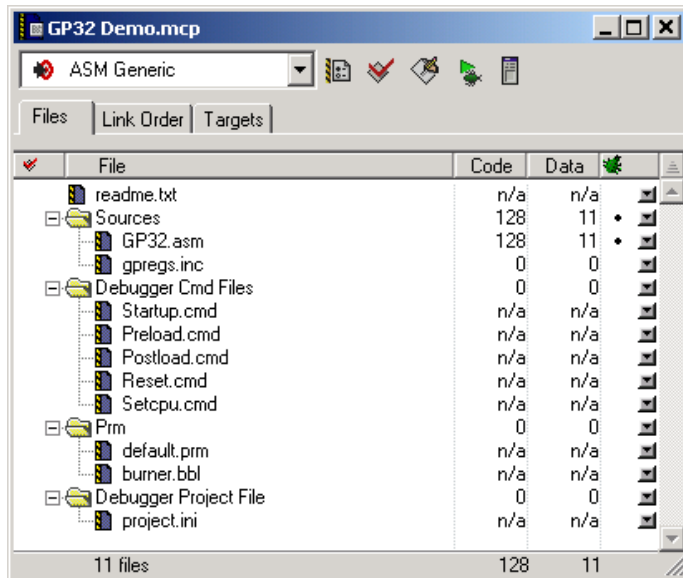 GP32 Demo.mcp
ASM Generic
Files Link Order Targets
File Code Data
readme.txt n/a n/a
Sources 128 11
GP32.asm 128 11
gpregs.inc 0 0
Debugger Cmd Files 0 0
Startup.cmd n/a n/a
Preload.cmd n/a n/a
Postload.cmd n/a n/a
Reset.cmd n/a n/a
Setcpu.cmd n/a n/a
Prm 0 0
default.prm n/a n/a
burner.bbl n/a n/a
Debugger Project File 0 0
project.ini n/a n/a
11 files 128 11